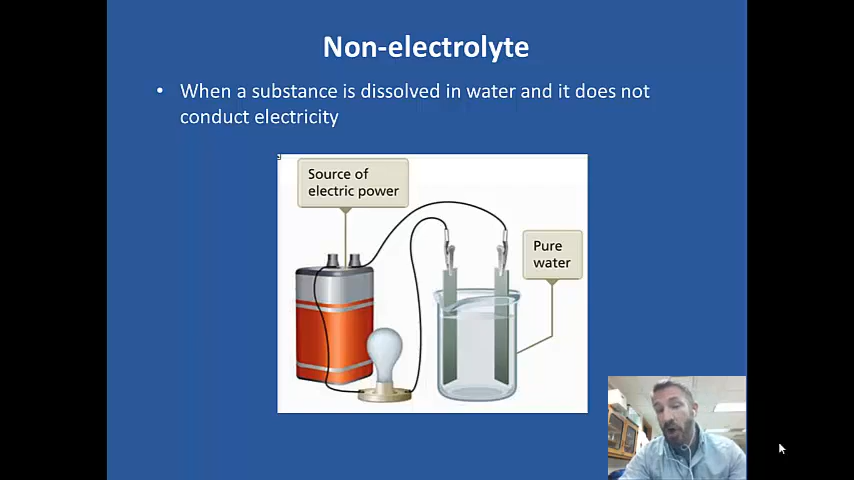 Non-electrolyte
• When a substance is dissolved in water and it does not
conduct electricity
Source of
electric power
Pure
water